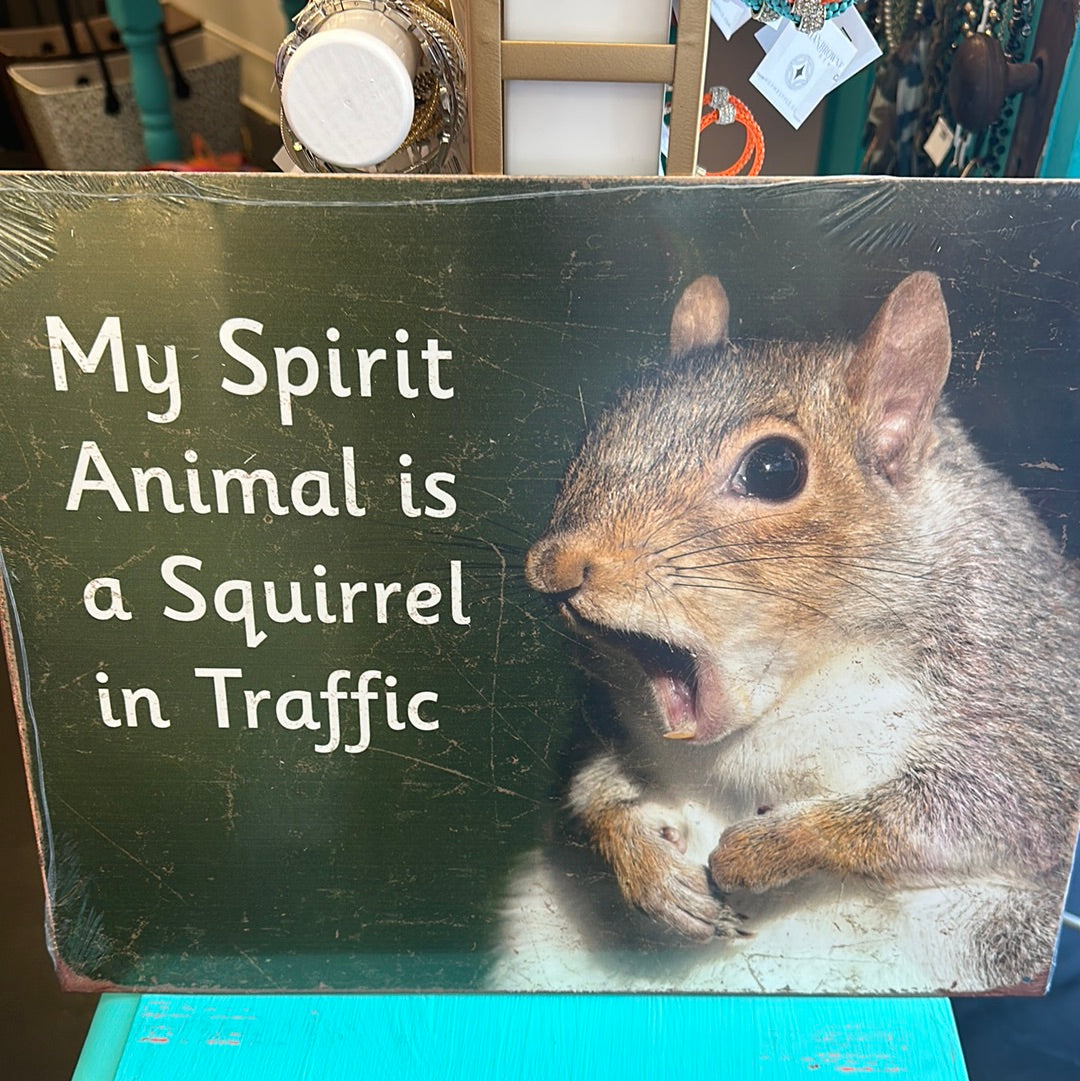 My Spirit
Animal is
a Squirrel
in Traffic